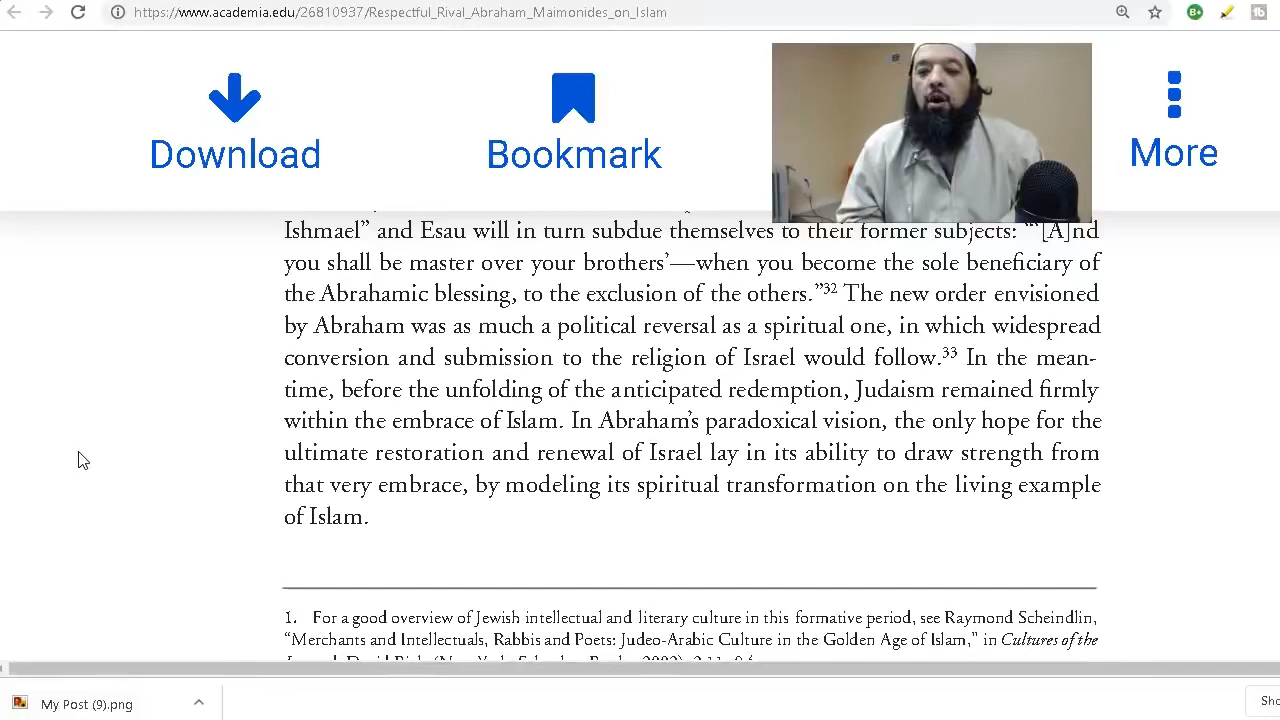 https://www.academia.edu/26810937/Respectful_Rival_Abraham_Maimonides_on_Islam
Download
Bookmark
More
Ishmael” and Esau will in turn subdue themselves to their former subjects: “‘[A]nd
you shall be master over your brothers’—when you become the sole beneficiary of
the Abrahamic blessing, to the exclusion of the others.”32 The new order envisioned
by Abraham was as much a political reversal as a spiritual one, in which widespread
conversion and submission to the religion of Israel would follow.33 In the mean-
time, before the unfolding of the anticipated redemption, Judaism remained firmly
within the embrace of Islam. In Abraham’s paradoxical vision, the only hope for the
ultimate restoration and renewal of Israel lay in its ability to draw strength from
that very embrace, by modeling its spiritual transformation on the living example
of Islam.
1. For a good overview of Jewish intellectual and literary culture in this formative period, see Raymond Scheindlin,
“Merchants and Intellectuals, Rabbis and Poets: Judeo-Arabic Culture in the Golden Age of Islam,” in Cultures of the
My Post (9).png
Sho